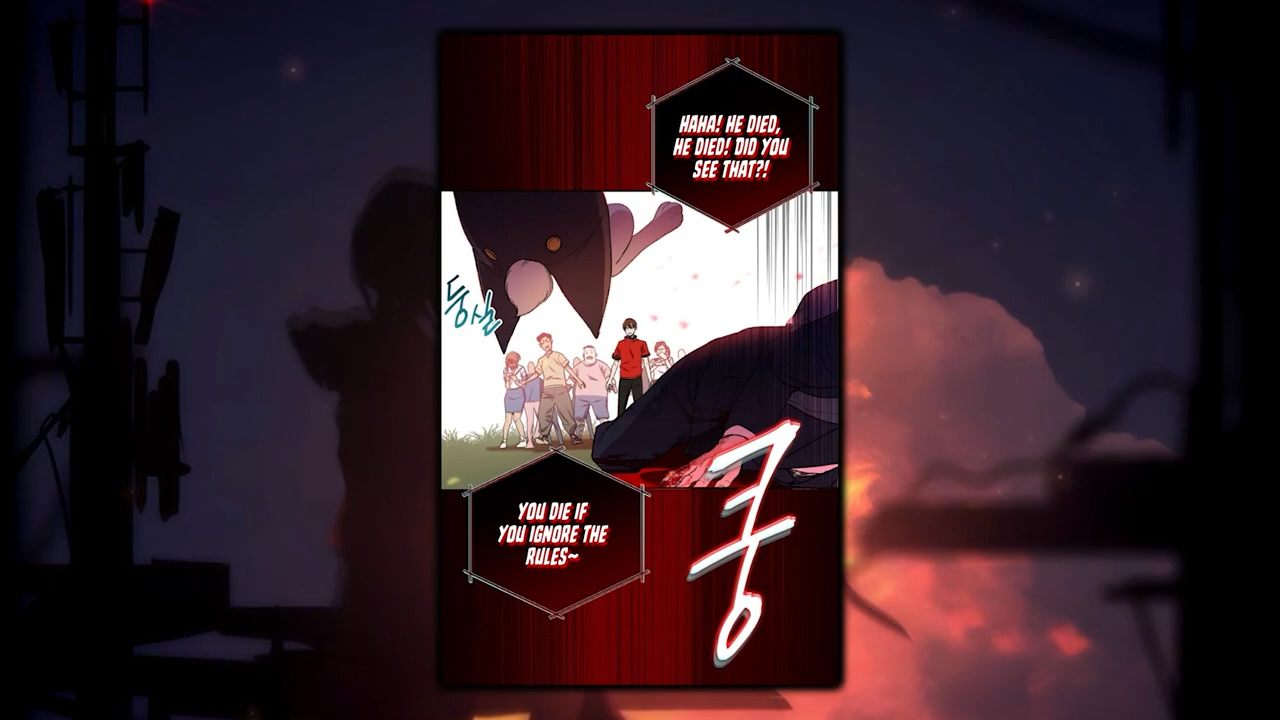 HAHA! HE DIED,
HE DIED! DID YOU
SEE THAT?!
둥실
YOU DIE IF
YOU IGNORE THE
RULES~
쿵